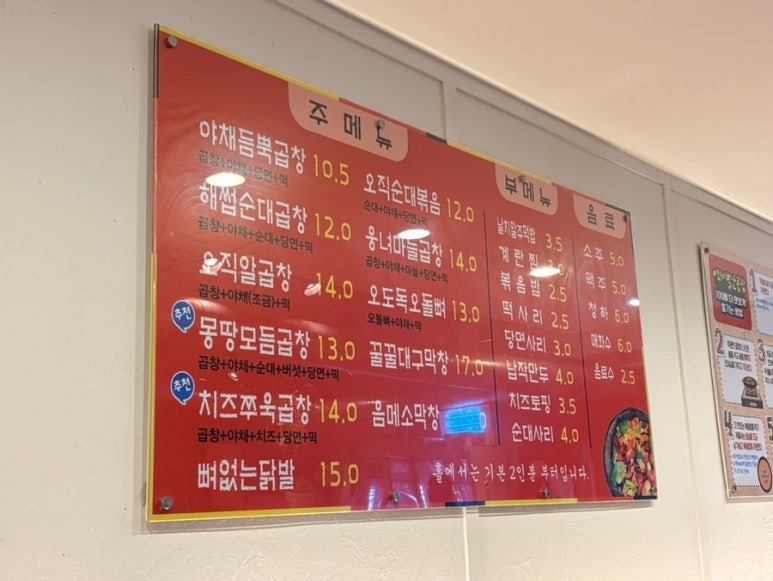 주메뉴
야채듬뿍곱창 10.5
곱창+야채+당면+떡
해썹순대곱창 12.0
곱창+야채+순대+당면+떡
오직알곱창 14.0
곱창+야채(조금)+떡
추천
몽땅모듬곱창 13.0
곱창+야채+순대+버섯+당면+떡
추천
치즈쭈욱곱창 14.0
곱창+야채+치즈+당면+떡
뼈없는닭발 15.0
오직순대볶음 12.0
순대+야채+당면+떡
웅녀마늘곱창 14.0
곱창+야채+마늘+당면+떡
오도독오돌뼈 13.0
오돌뼈+야채+떡
꿀꿀대구막창 17.0
음메소막창
뉴메부
날치알주먹밥 3.5
계란찜
볶음밥 2.5
떡사리 2.5
당면사리 3.0
납작만두 4.0
치즈토핑 3.5
순대사리 4.0
음료
소주 5.0
맥주 5.0
청하 6.0
매화수 6.0
음료수 2.5
홀에서는 기본 2인분 부터입니다.